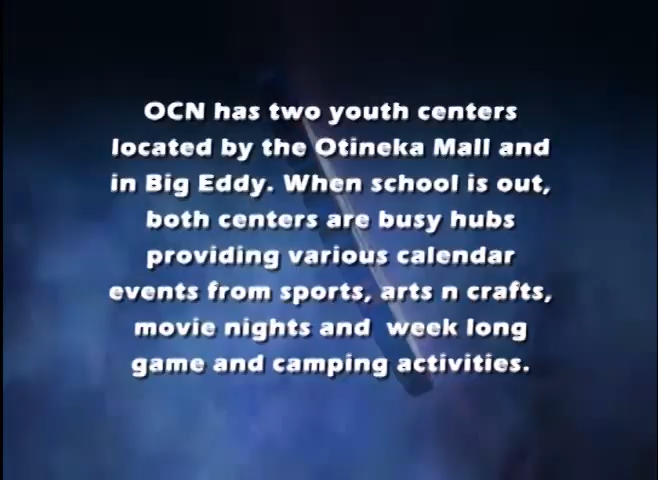 OCN has two youth centers
located by the Otineka Mall and
in Big Eddy. When school is out,
both centers are busy hubs
providing various calendar
events from sports, arts n crafts,
movie nights and  week long
game and camping activities.